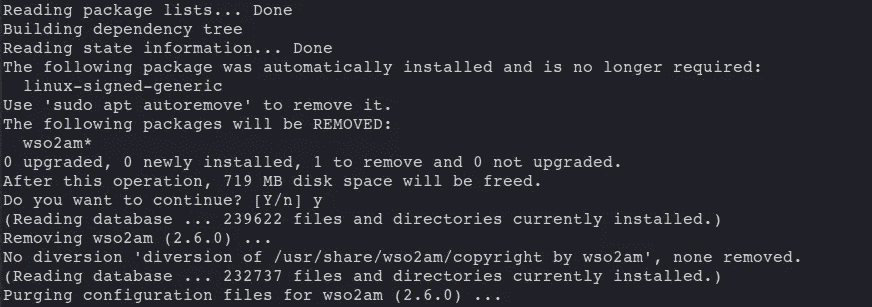 Reading package lists... Done
Building dependency tree
Reading state information... Done
The following package was automatically installed and is no longer required:
  linux-signed-generic
Use 'sudo apt autoremove' to remove it.
The following packages will be REMOVED:
  wso2am*
0 upgraded, 0 newly installed, 1 to remove and 0 not upgraded.
After this operation, 719 MB disk space will be freed.
Do you want to continue? [Y/n] y
(Reading database ... 239622 files and directories currently installed.)
Removing wso2am (2.6.0) ...
No diversion 'diversion of /usr/share/wso2am/copyright by wso2am', none removed.
(Reading database ... 232737 files and directories currently installed.)
Purging configuration files for wso2am (2.6.0) ...